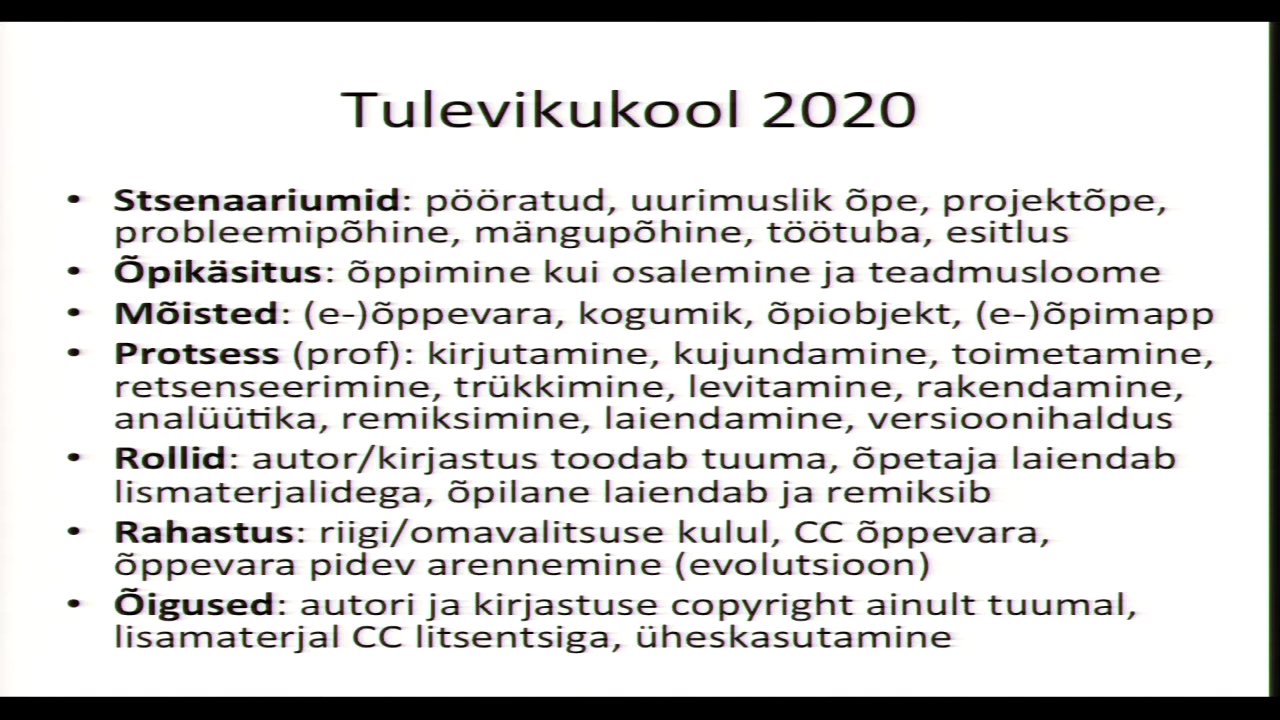 Tulevikukool 2020
• Stsenaariumid: pööratud, uurimuslik õpe, projektõpe,
probleemipõhine, mängupõhine, töötuba, esitlus
• Õpikäsitus: õppimine kui osalemine ja teadmusloome
• Mõisted: (e-)õppevara, kogumik, õpiobjekt, (e-)õpimapp
• Protsess (prof): kirjutamine, kujundamine, toimetamine,
retsenseerimine, trükkimine, levitamine, rakendamine,
analüütika, remiksimine, laiendamine, versioonihaldus
• Rollid: autor/kirjastus toodab tuuma, õpetaja laiendab
lismaterjalidega, õpilane laiendab ja remiksib
• Rahastus: riigi/omavalitsuse kulul, CC õppevara,
õppevara pidev arennemine (evolutsioon)
• Õigused: autori ja kirjastuse copyright ainult tuumal,
lisamaterjal CC litsentsiga, üheskasutamine